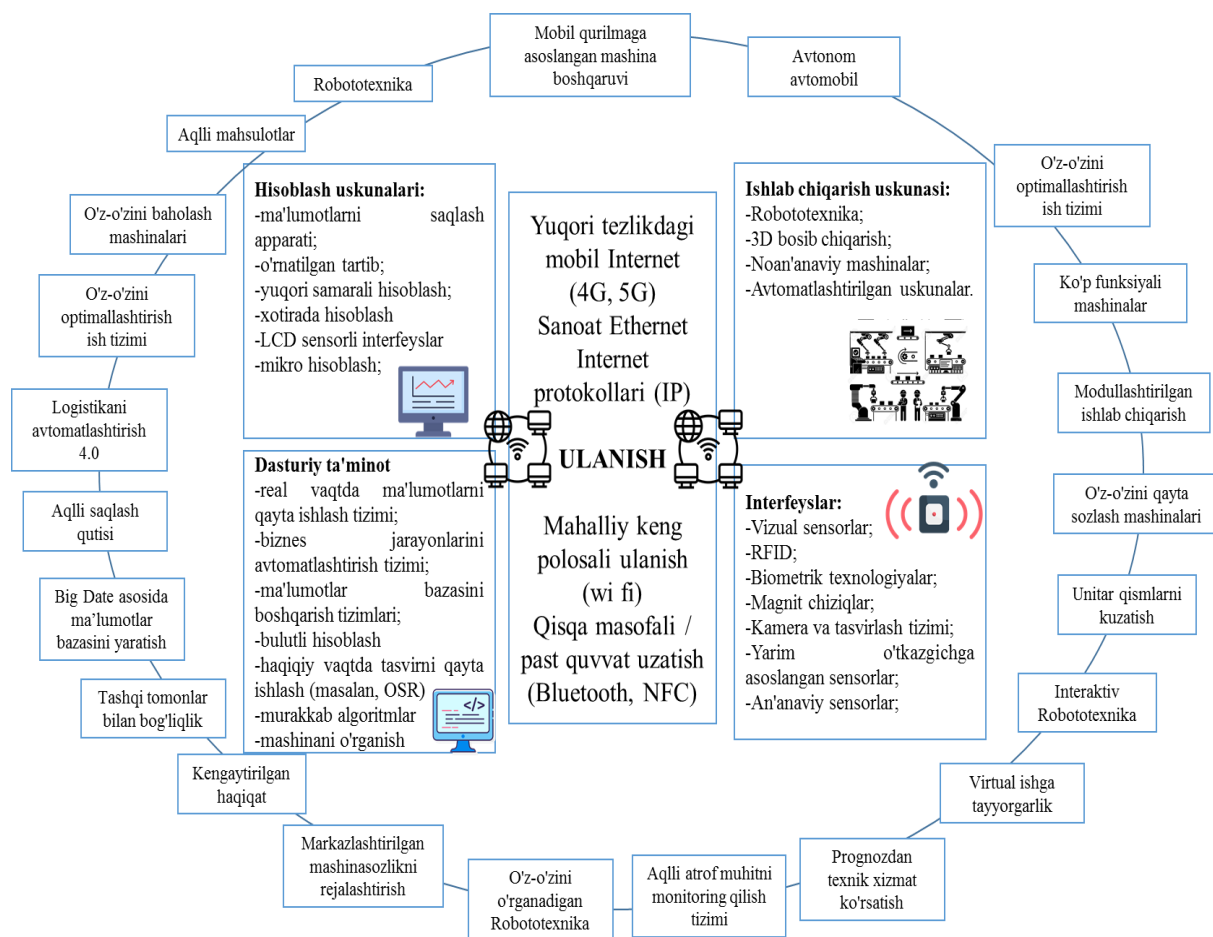 Mobil qurilmaga
asoslangan mashina
boshqaruvi
Avtonom
avtomobil
O'z-o'zini
optimallashtirish
ish tizimi
Ko'p funksiyali
mashinalar
Modullashtirilgan
ishlab chiqarish
O'z-o'zini qayta
sozlash mashinalari
Unitar qismlarni
kuzatish
Interaktiv
Robototexnika
Virtual ishga
tayyorgarlik
Prognozdan
texnik xizmat
ko'rsatish
Aqlli atrof muhitni
monitoring qilish
tizimi
O'z-o'zini
o'rganadigan
Robototexnika
Markazlashtirilgan
mashinasozlikni
rejalashtirish
Kengaytirilgan
haqiqat
Tashqi tomonlar
bilan bog'liqlik
Big Date asosida
ma’lumotlar
bazasini yaratish
Aqlli saqlash
qutisi
Logistikani
avtomatlashtirish
4.0
O'z-o'zini
optimallashtirish
ish tizimi
O'z-o'zini baholash
mashinalari
Aqlli mahsulotlar
Robototexnika
Hisoblash uskunalari:
-ma'lumotlarni saqlash
apparati;
-o'rnatilgan tartib;
-yuqori samarali hisoblash;
-xotirada hisoblash
-LCD sensorli interfeyslar
-mikro hisoblash;
Yuqori tezlikdagi
mobil Internet
(4G, 5G)
Sanoat Ethernet
Internet
protokollari (IP)
ULANISH
Mahalliy keng
polosali ulanish
(wi fi)
Qisqa masofali /
past quvvat uzatish
(Bluetooth, NFC)
Ishlab chiqarish uskunasi:
-Robototexnika;
-3D bosib chiqarish;
-Noan'anaviy mashinalar;
-Avtomatlashtirilgan uskunalar.
Dasturiy ta'minot
-real vaqtda ma'lumotlarni
qayta ishlash tizimi;
-biznes jarayonlarini
avtomatlashtirish tizimi;
-ma'lumotlar bazasini
boshqarish tizimlari;
-bulutli hisoblash
-haqiqiy vaqtda tasvirni qayta
ishlash (masalan, OSR)
-murakkab algoritmlar
-mashinani o'rganish
Interfeyslar:
-Vizual sensorlar;
-RFID;
-Biometrik texnologiyalar;
-Magnit chiziqlar;
-Kamera va tasvirlash tizimi;
-Yarim o'tkazgichga
asoslangan sensorlar;
-An'anaviy sensorlar;